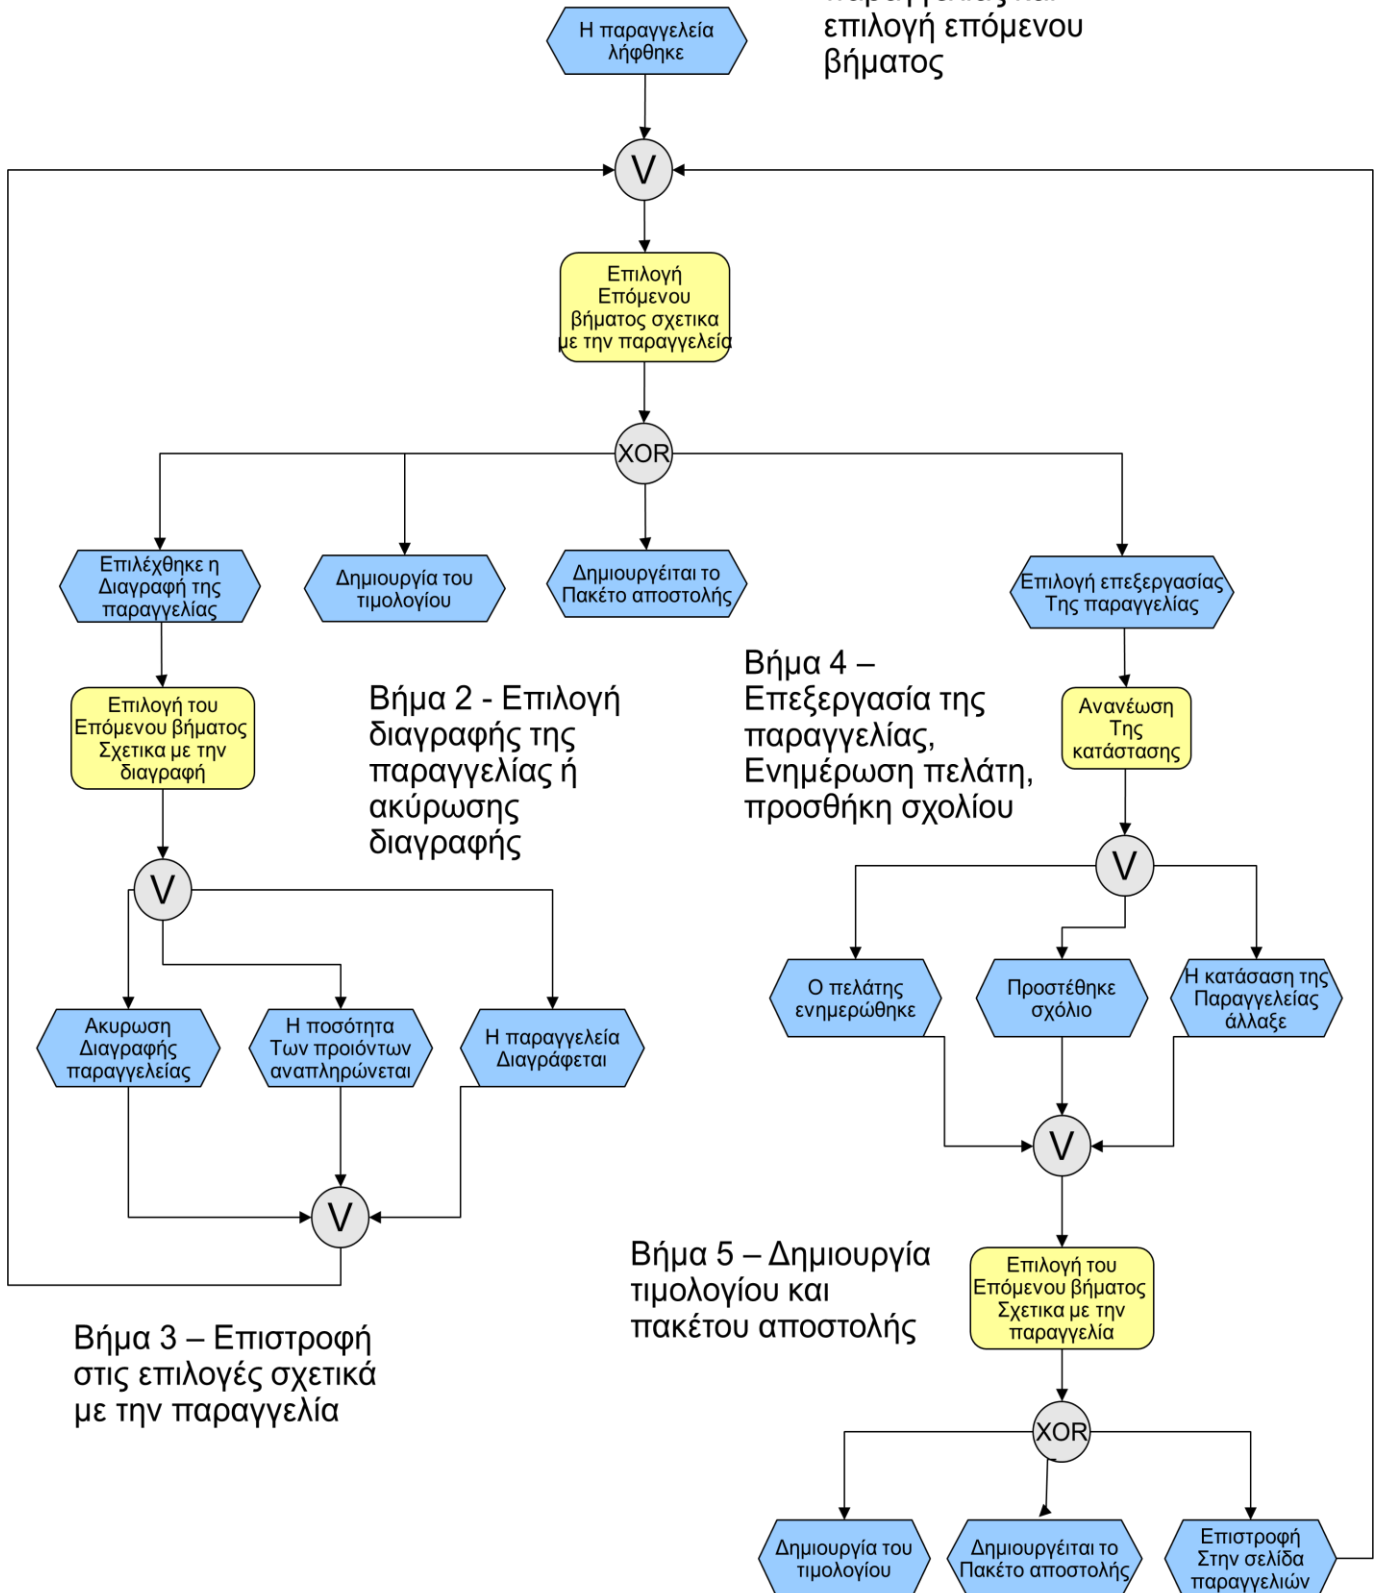 επιλογή επόμενου
βήματος
Η παραγγελεία
λήφθηκε
V
Επιλογή
Επόμενου
βήματος σχετικα
με την παραγγελεία
XOR
Επιλέχθηκε η
Διαγραφή της
παραγγελίας
Δημιουργία του
τιμολογίου
Δημιουργέιται το
Πακέτο αποστολής
Επιλογή επεξεργασίας
Της παραγγελίας
Επιλογή του
Επόμενου βήματος
Σχετικα με την
διαγραφή
Βήμα 2 - Επιλογή
διαγραφής της
παραγγελίας ή
ακύρωσης
διαγραφής
Βήμα 4 –
Επεξεργασία της
παραγγελίας,
Ενημέρωση πελάτη,
προσθήκη σχολίου
Ανανέωση
Της
κατάστασης
V
V
Ακυρωση
Διαγραφής
παραγγελείας
Η ποσότητα
Των προιόντων
αναπληρώνεται
Η παραγγελεία
Διαγράφεται
Ο πελάτης
ενημερώθηκε
Προστέθηκε
σχόλιο
Η κατάσαση της
Παραγγελείας
άλλαξε
V
V
Βήμα 3 – Επιστροφή
στις επιλογές σχετικά
με την παραγγελία
Βήμα 5 – Δημιουργία
τιμολογίου και
πακέτου αποστολής
Επιλογή του
Επόμενου βήματος
Σχετικα με την
παραγγελία
XOR
Δημιουργία του
τιμολογίου
Δημιουργέιται το
Πακέτο αποστολής
Επιστροφή
Στην σελίδα
παραγγελιών